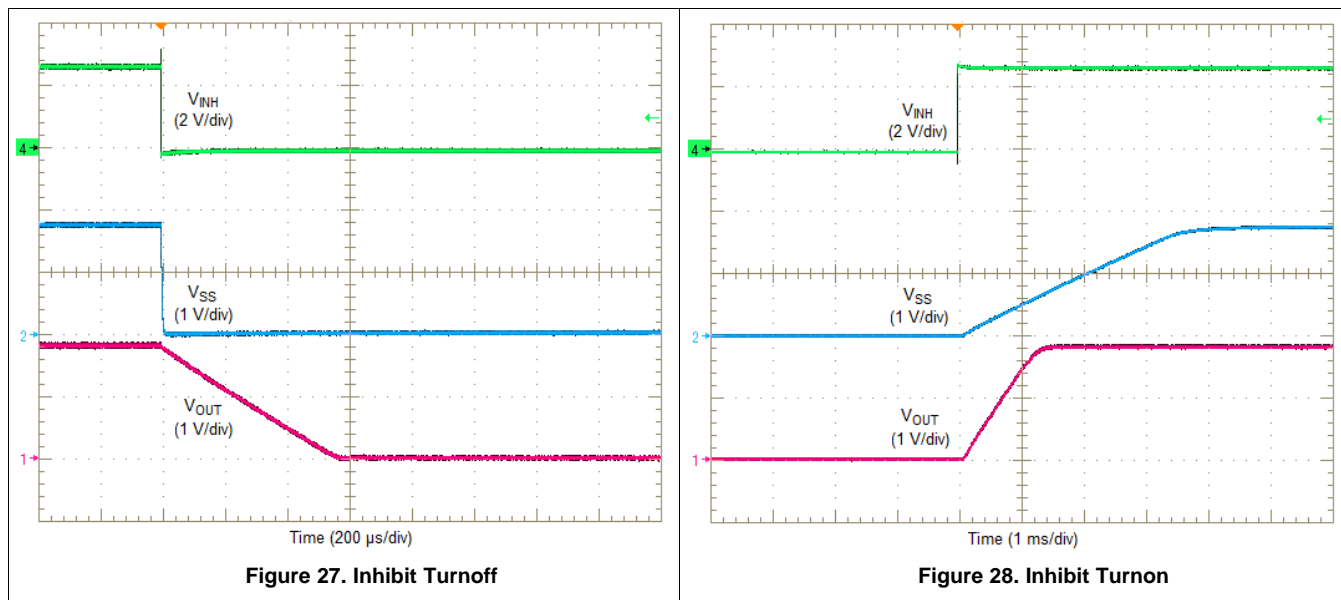 V_INH
(2 V/div)
4
V_SS
(1 V/div)
2
V_OUT
(1 V/div)
1
Time (200 µs/div)
Figure 27. Inhibit Turnoff
V_INH
(2 V/div)
4
V_SS
(1 V/div)
2
V_OUT
(1 V/div)
1
Time (1 ms/div)
Figure 28. Inhibit Turnon